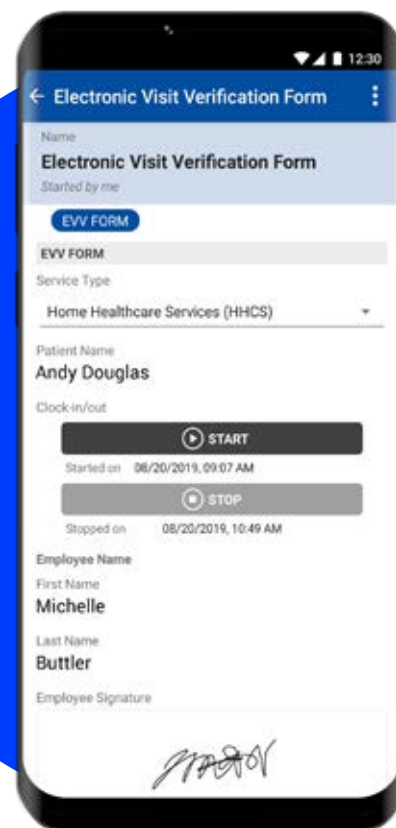 12:30
Electronic Visit Verification Form
Name
Electronic Visit Verification Form
Started by me
EVV FORM
EVV FORM
Service Type
Home Healthcare Services (HHCS)
Patient Name
Andy Douglas
Clock-in/out
START
Started on 08/20/2019, 09:07 AM
STOP
Stopped on 08/20/2019, 10:49 AM
Employee Name
First Name
Michelle
Last Name
Buttler
Employee Signature